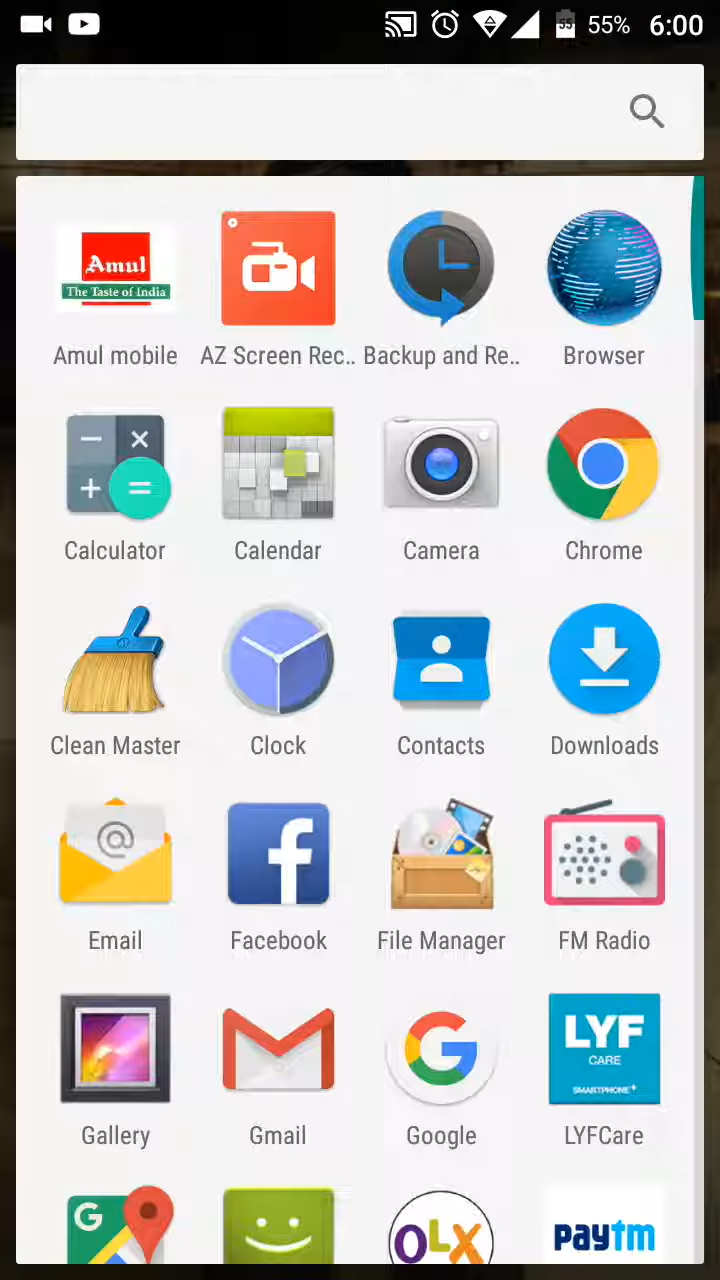 55 55% 6:00
Amul
The Taste of India
Amul mobile AZ Screen Rec.. Backup and Re.. Browser
Calculator Calendar Camera Chrome
Clean Master Clock Contacts Downloads
@ f
Email Facebook File Manager FM Radio
G LYF
CARE
SMARTPHONE+
Gallery Gmail Google LYFCare
G OLX paytm